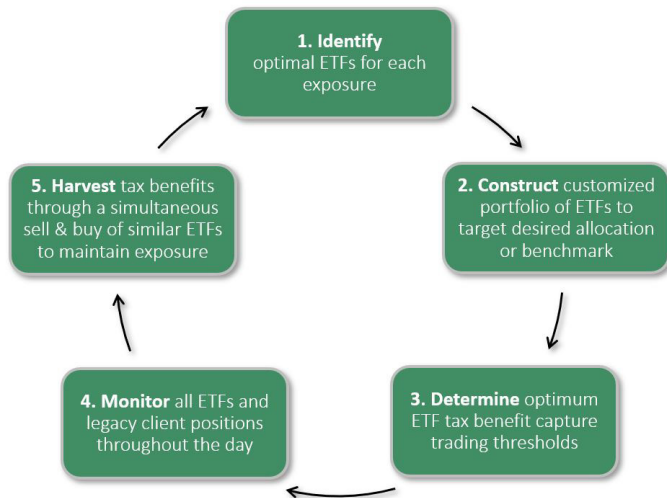 1. Identify
optimal ETFs for each
exposure
2. Construct customized
portfolio of ETFs to
target desired allocation
or benchmark
3. Determine optimum
ETF tax benefit capture
trading thresholds
4. Monitor all ETFs and
legacy client positions
throughout the day
5. Harvest tax benefits
through a simultaneous
sell & buy of similar ETFs
to maintain exposure